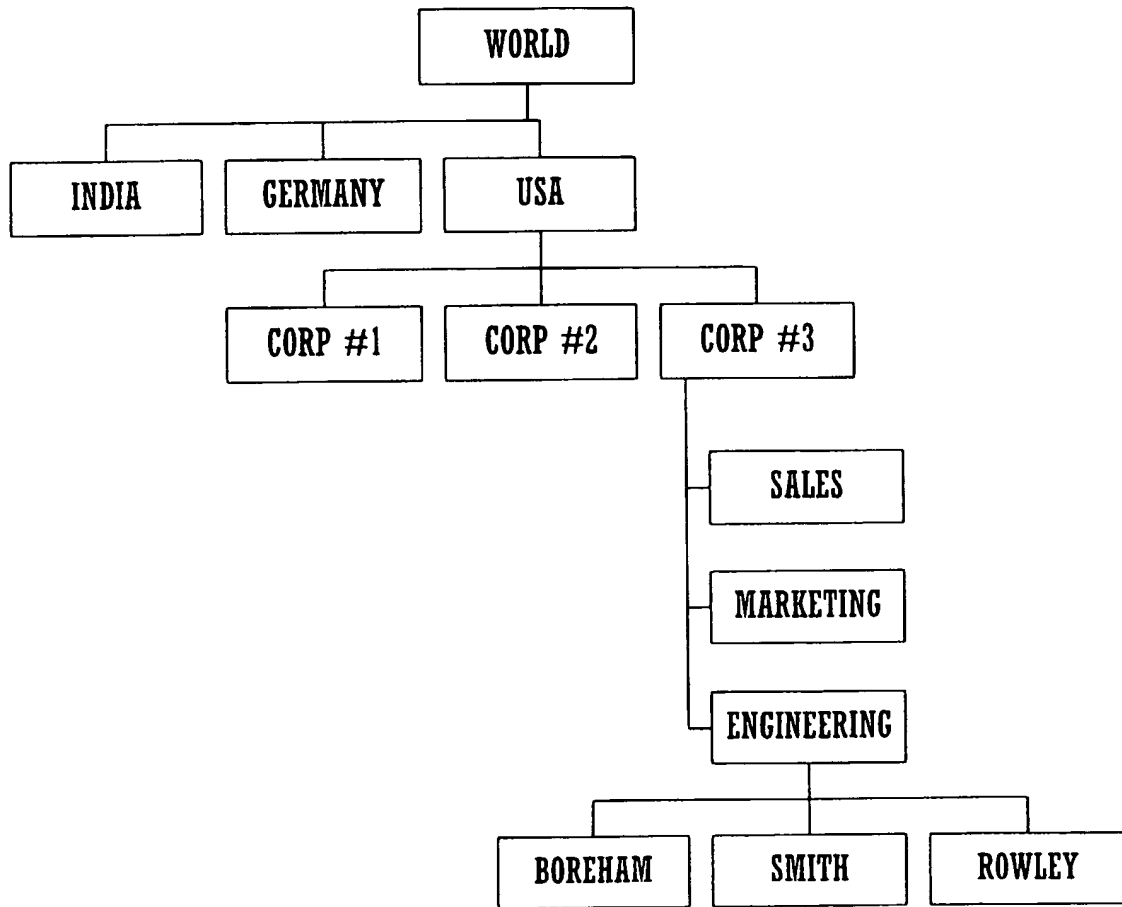 WORLD
INDIA
GERMANY
USA
CORP #1
CORP #2
CORP #3
SALES
MARKETING
ENGINEERING
BOREHAM
SMITH
ROWLEY